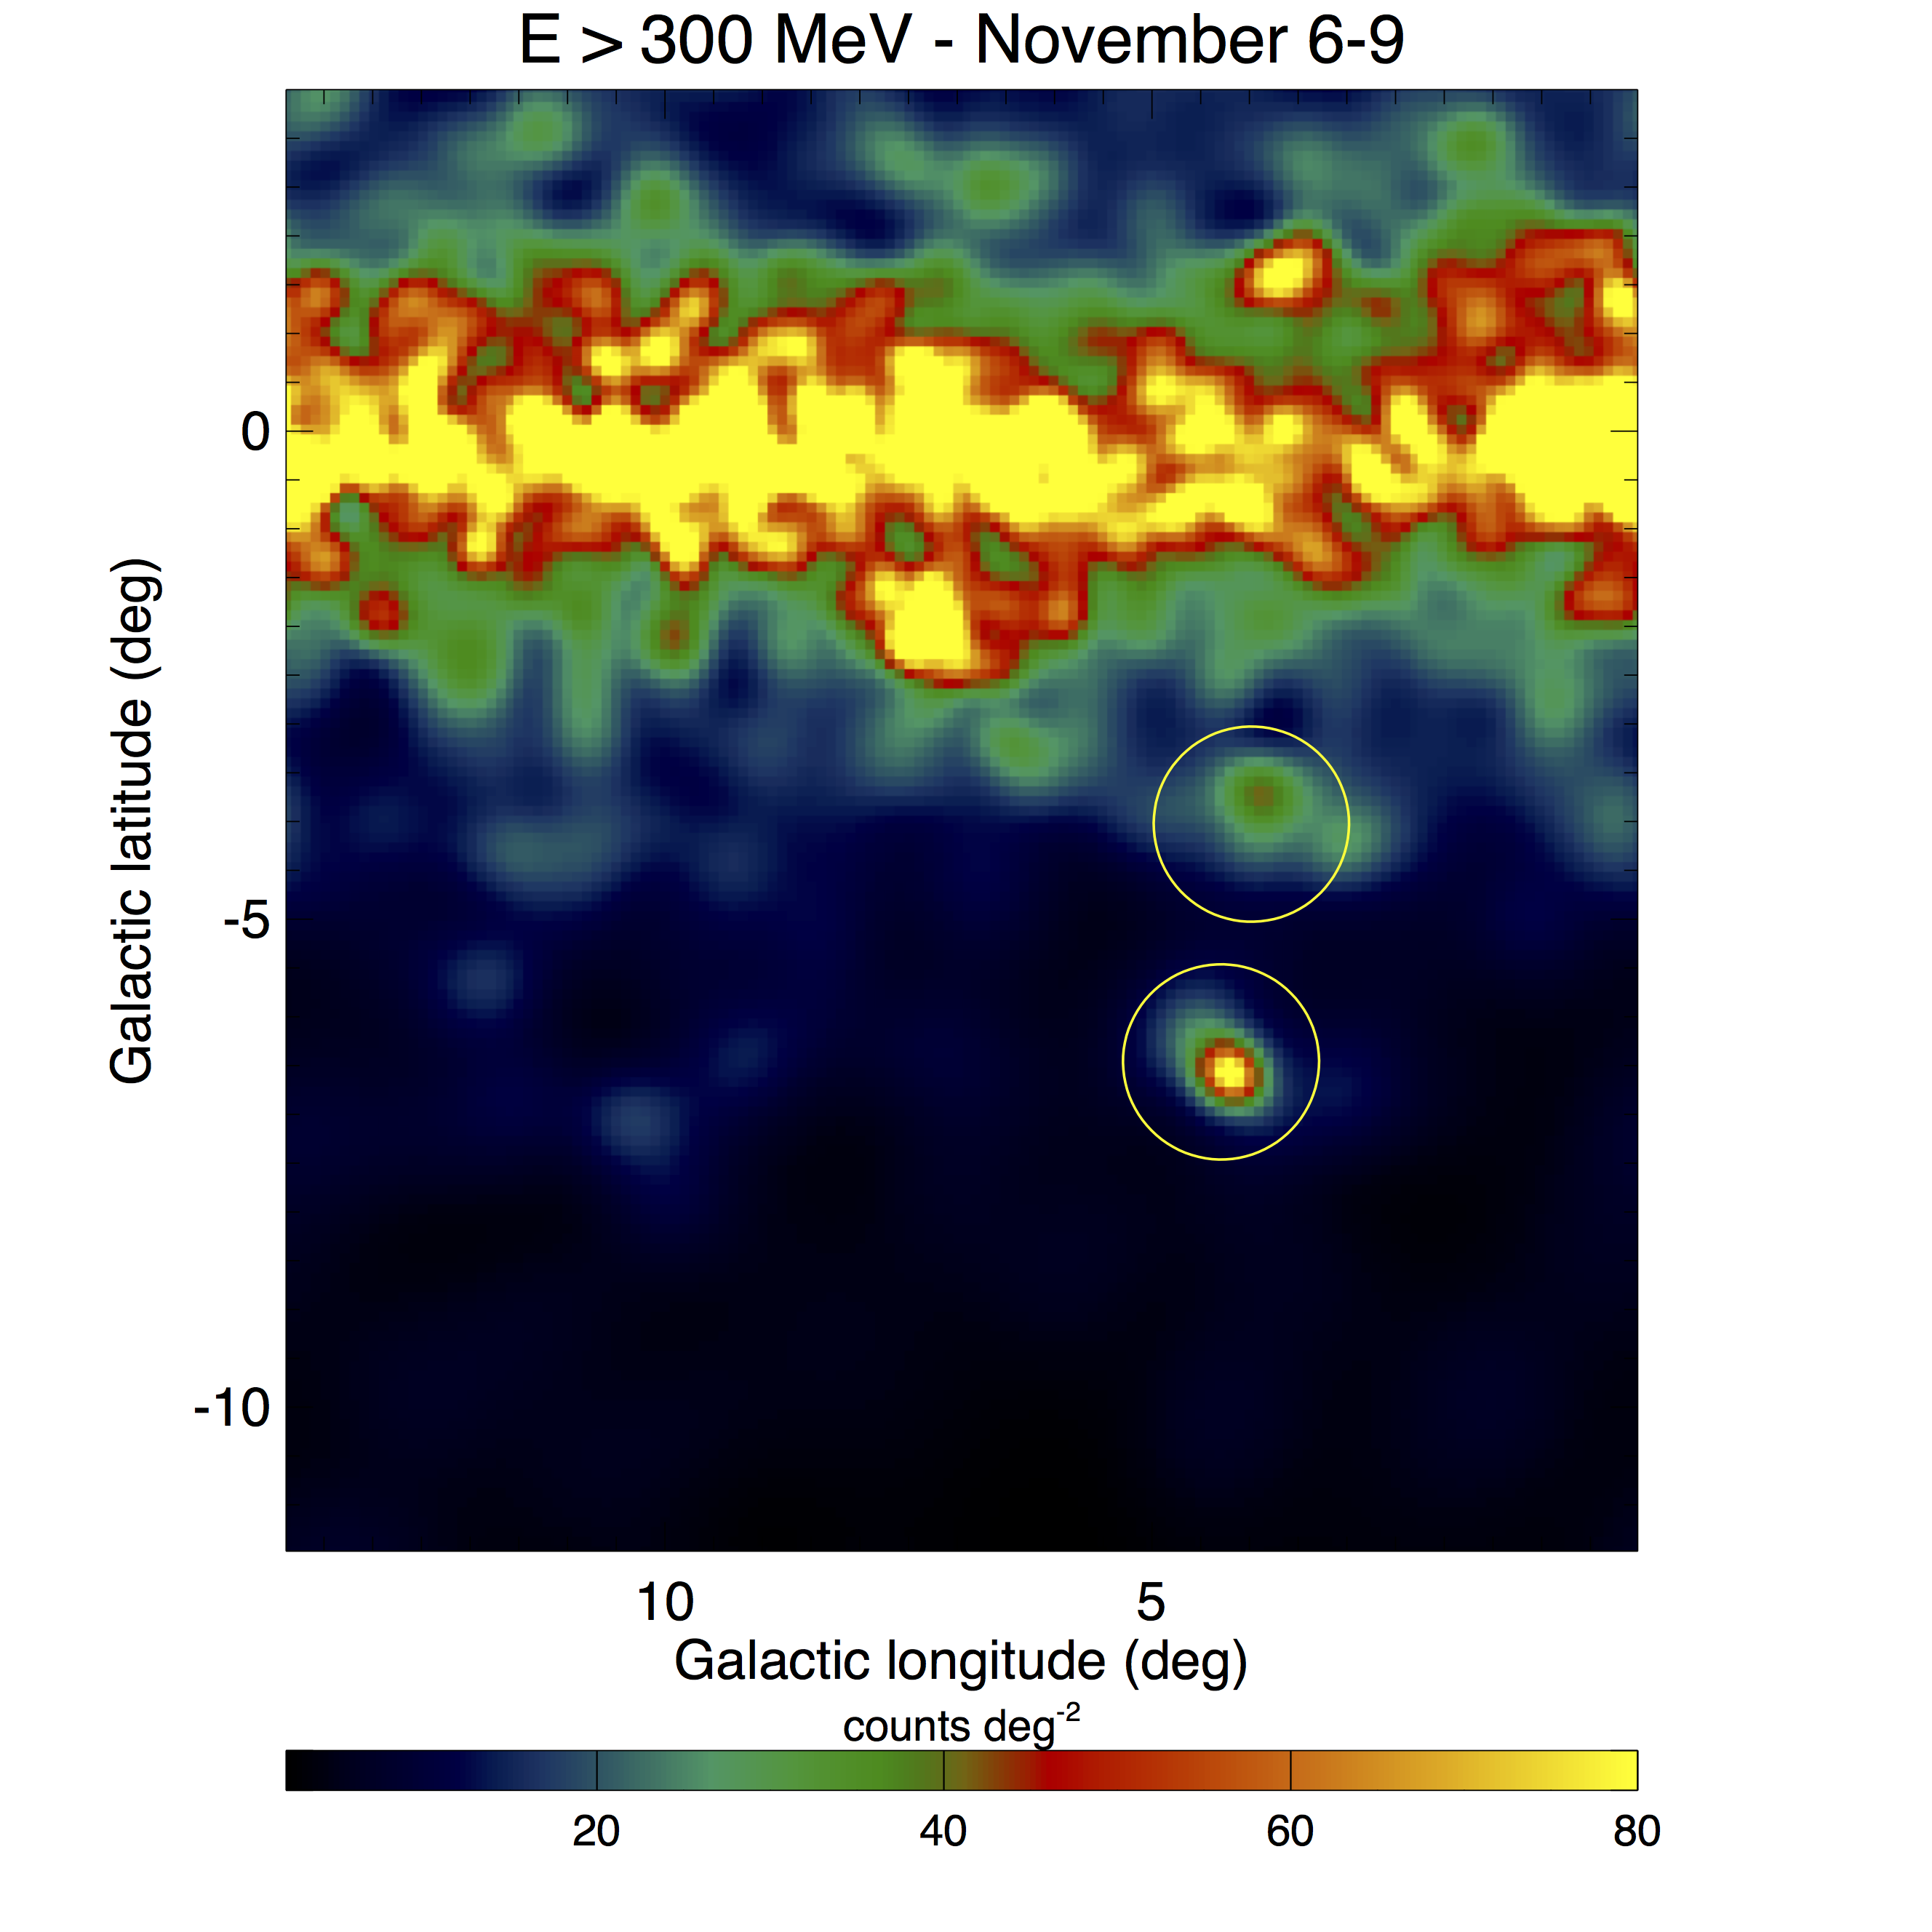 E > 300 MeV - November 6-9
0
-5
-10
Galactic latitude (deg)
10 5
Galactic longitude (deg)
counts deg-2
20 40 60 80